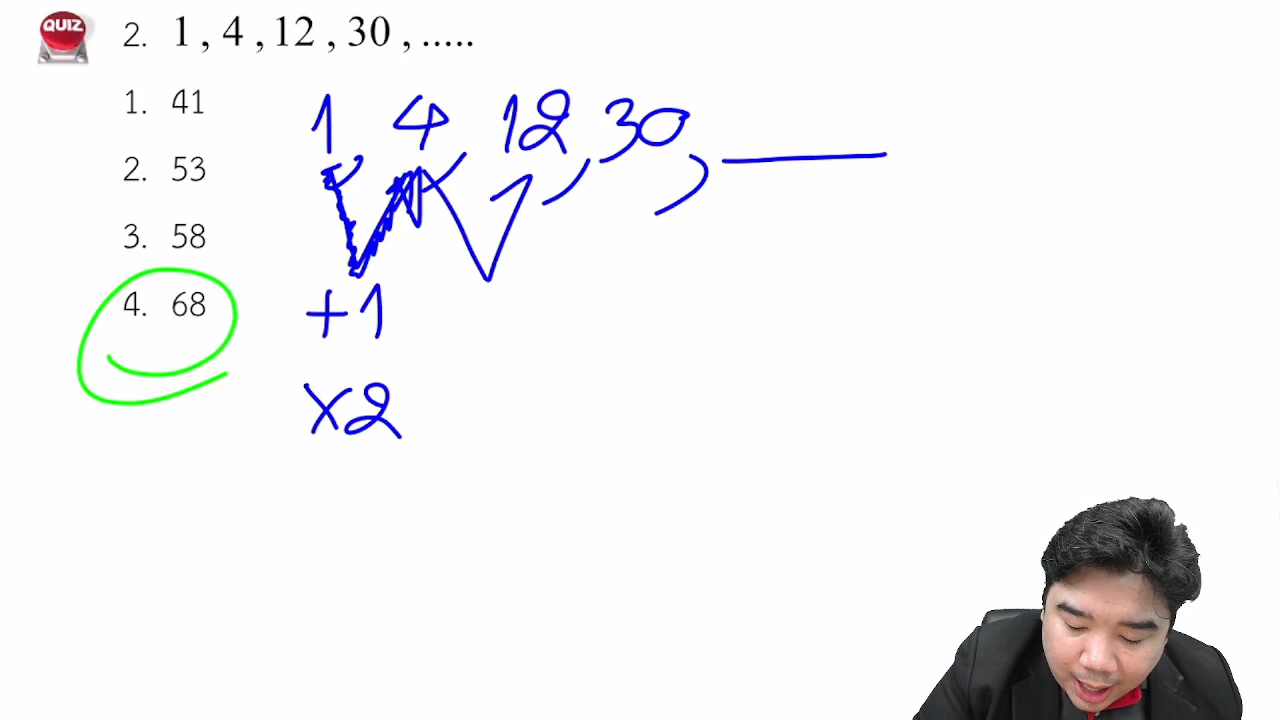 QUIZ
2. 1 , 4 , 12 , 30 , .....
1. 41
2. 53
3. 58
4. 68
1, 4, 12, 30, ___
+1
x2